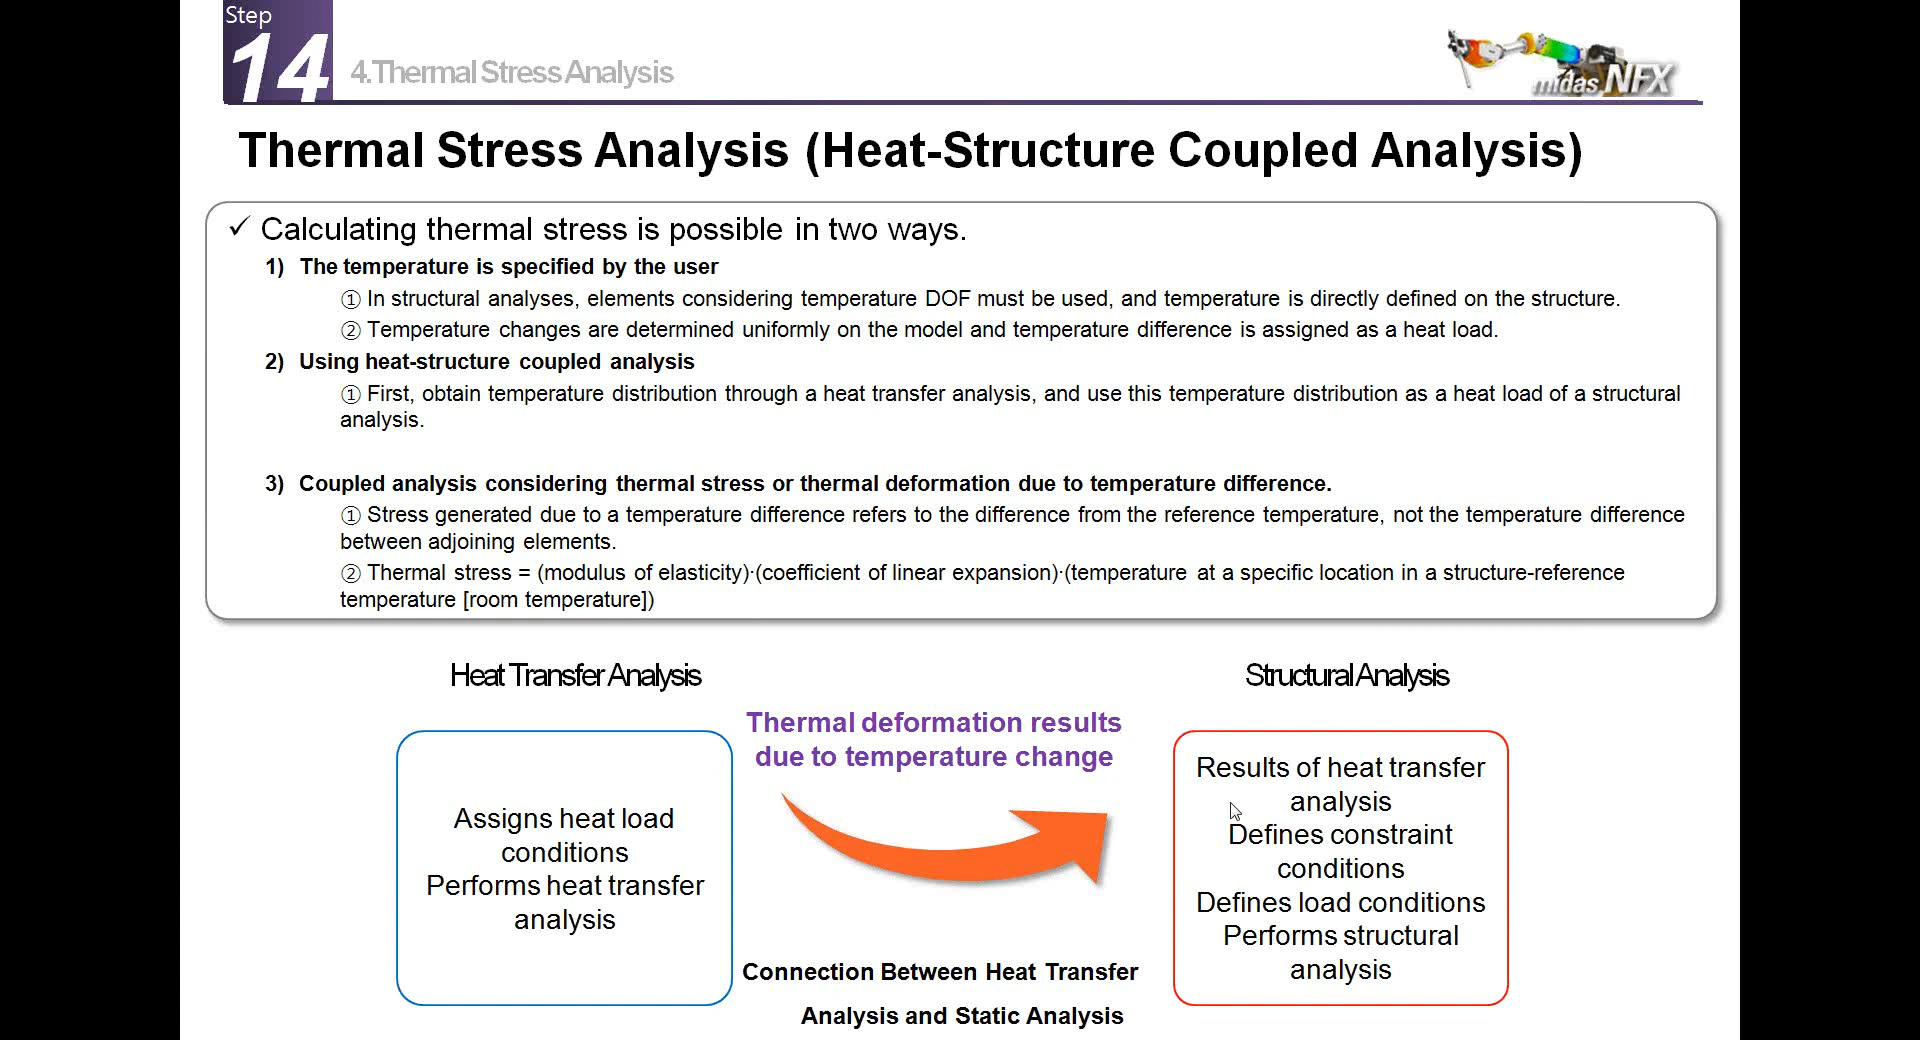 Step
14
4.Thermal Stress Analysis
midas NFX
Thermal Stress Analysis (Heat-Structure Coupled Analysis)
✓ Calculating thermal stress is possible in two ways.
1) The temperature is specified by the user
① In structural analyses, elements considering temperature DOF must be used, and temperature is directly defined on the structure.
② Temperature changes are determined uniformly on the model and temperature difference is assigned as a heat load.
2) Using heat-structure coupled analysis
① First, obtain temperature distribution through a heat transfer analysis, and use this temperature distribution as a heat load of a structural
analysis.
3) Coupled analysis considering thermal stress or thermal deformation due to temperature difference.
① Stress generated due to a temperature difference refers to the difference from the reference temperature, not the temperature difference
between adjoining elements.
② Thermal stress = (modulus of elasticity)·(coefficient of linear expansion)·(temperature at a specific location in a structure-reference
temperature [room temperature])
Heat Transfer Analysis
Assigns heat load
conditions
Performs heat transfer
analysis
Thermal deformation results
due to temperature change
Connection Between Heat Transfer
Analysis and Static Analysis
Structural Analysis
Results of heat transfer
analysis
Defines constraint
conditions
Defines load conditions
Performs structural
analysis